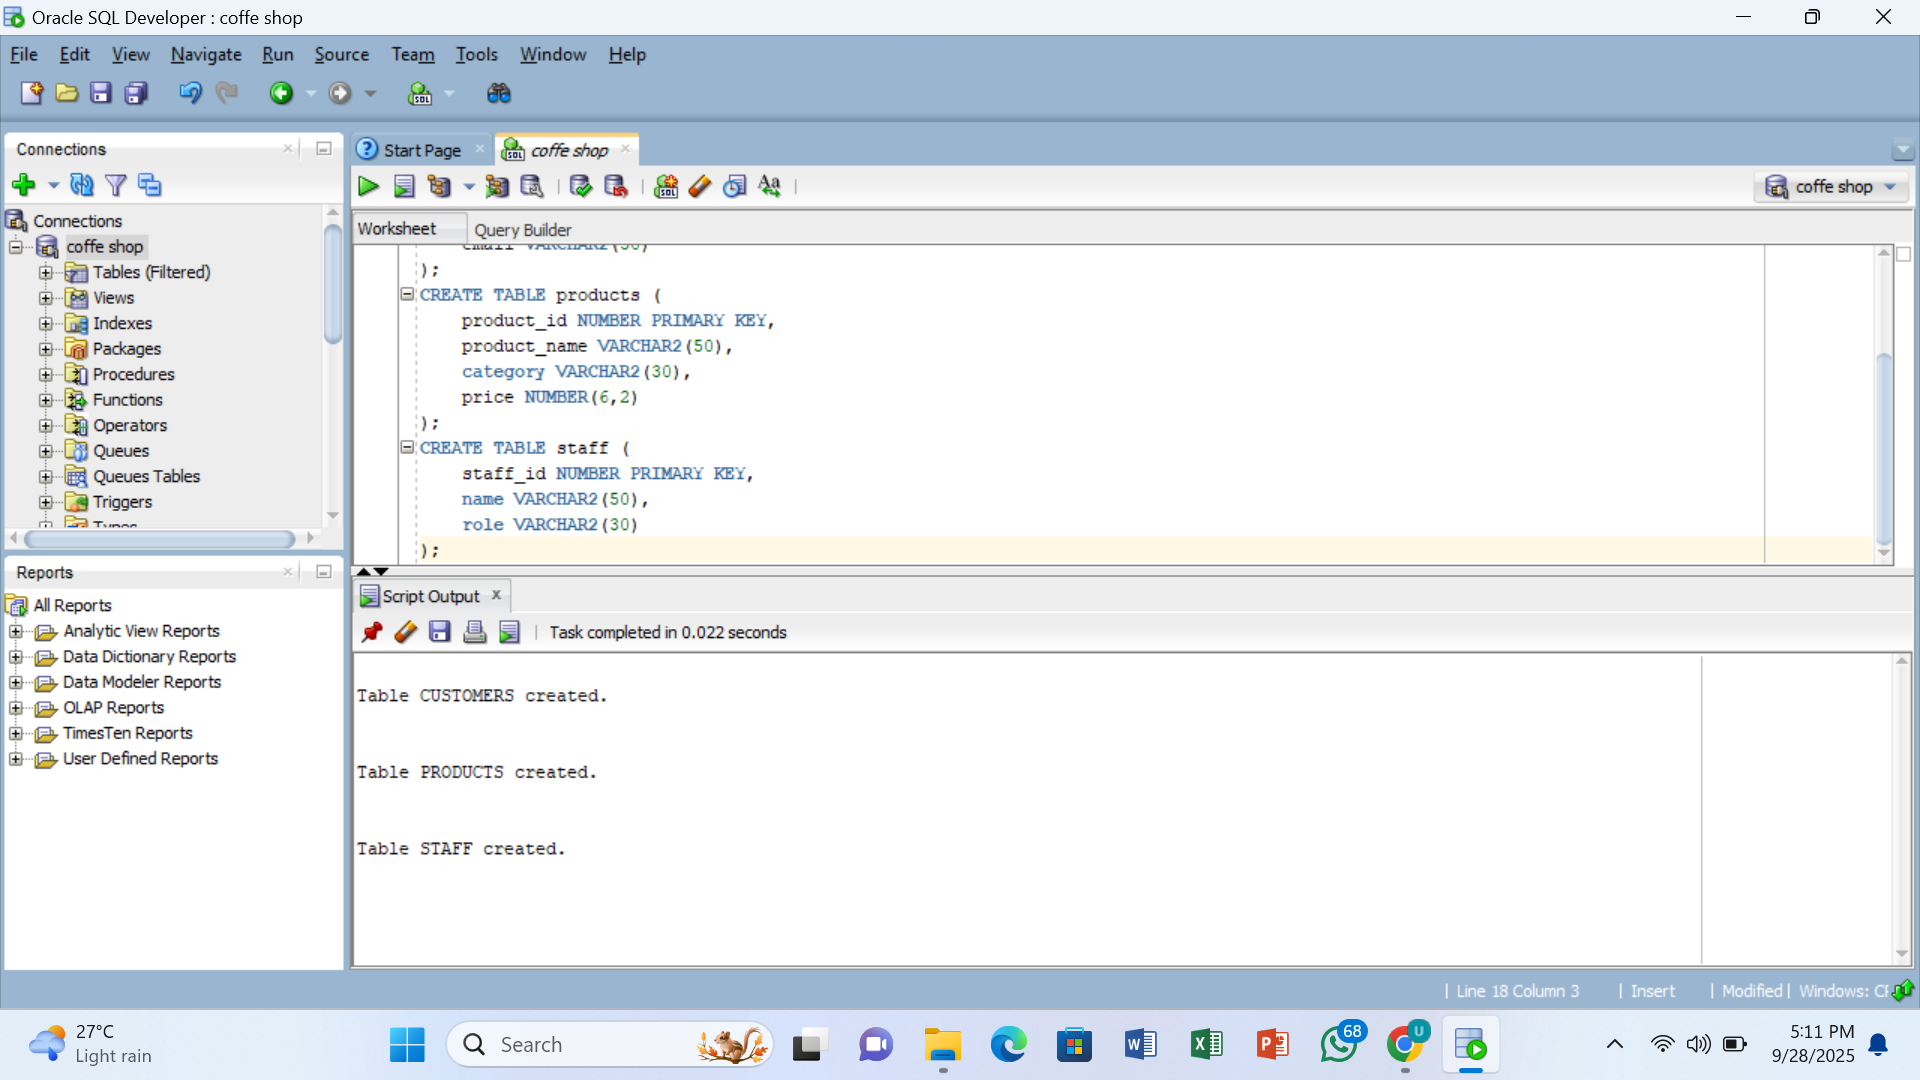 Oracle SQL Developer : coffe shop
File Edit View Navigate Run Source Team Tools Window Help
Connections
Connections
coffe shop
Tables (Filtered)
Views
Indexes
Packages
Procedures
Functions
Operators
Queues
Queues Tables
Triggers
Types
Reports
All Reports
Analytic View Reports
Data Dictionary Reports
Data Modeler Reports
OLAP Reports
TimesTen Reports
User Defined Reports
Start Page
coffe shop
coffe shop
Worksheet
Query Builder
email VARCHAR2(50)
);
CREATE TABLE products (
product_id NUMBER PRIMARY KEY,
product_name VARCHAR2(50),
category VARCHAR2(30),
price NUMBER(6,2)
);
CREATE TABLE staff (
staff_id NUMBER PRIMARY KEY,
name VARCHAR2(50),
role VARCHAR2(30)
);
Script Output
Task completed in 0.022 seconds
Table CUSTOMERS created.
Table PRODUCTS created.
Table STAFF created.
| Line 18 Column 3 | Insert | Modified | Windows: CF
27°C
Light rain
Search
68
U
5:11 PM
9/28/2025